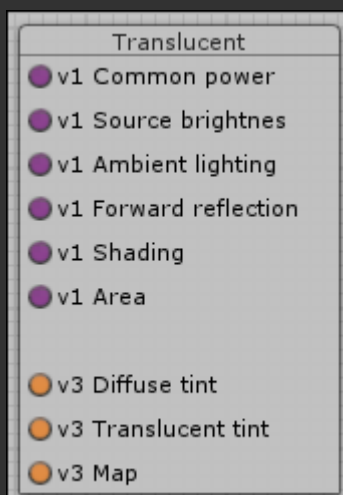 Translucent
v1 Common power
v1 Source brightnes
v1 Ambient lighting
v1 Forward reflection
v1 Shading
v1 Area
v3 Diffuse tint
v3 Translucent tint
v3 Map